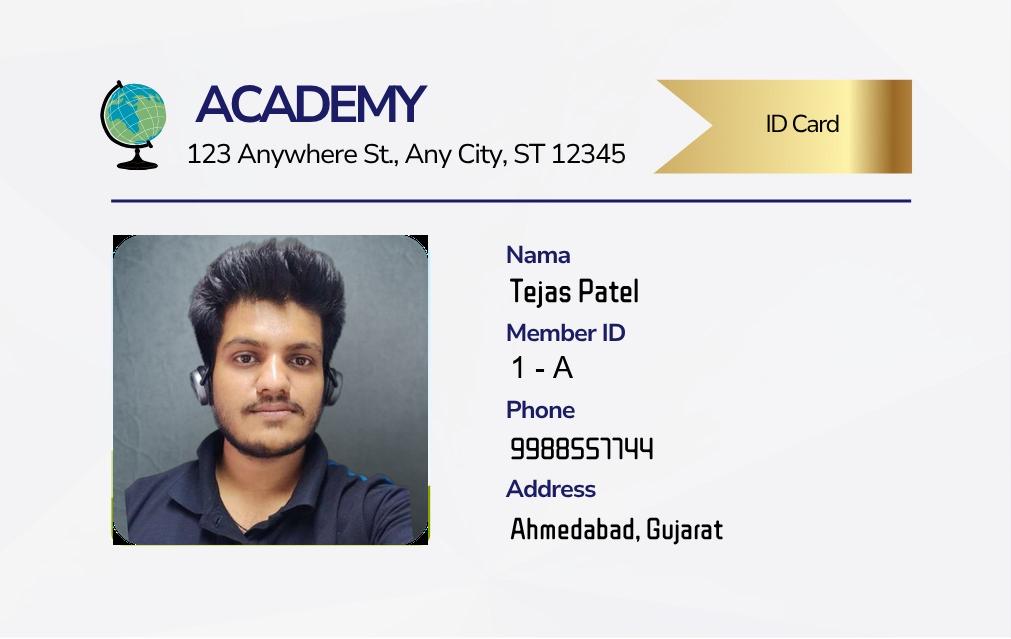 ACADEMY
123 Anywhere St., Any City, ST 12345
ID Card
Nama
Tejas Patel
Member ID
1 - A
Phone
9988557744
Address
Ahmedabad, Gujarat